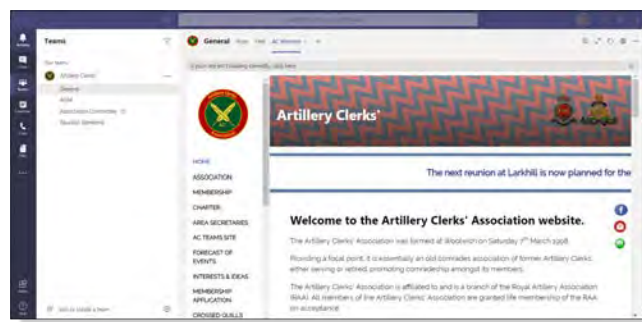 Teams
General
Artillery Clerks
General
AGM
Association Committee
Artillery Clerks'
The next reunion at Larkhill is now planned for the
HOME
ASSOCIATION
MEMBERSHIP
CHARTER
AREA SECRETARIES
AC TEAMS SITE
FORECAST OF
EVENTS
INTERESTS & IDEAS
MEMBERSHIP
APPLICATION
CROSSED QUILLS
Welcome to the Artillery Clerks' Association website.
The Artillery Clerks' Association was formed at Woolwich on Saturday 7th March 1998.
Providing a focal point, it is essentially an old comrades association of former Artillery Clerks,
either serving or retired, promoting comradeship amongst its members.
The Artillery Clerks' Association is affiliated to and is a branch of the Royal Artillery Association
(RAA). All members of the Artillery Clerks' Association are granted life membership of the RAA
on acceptance.
Join or create a team